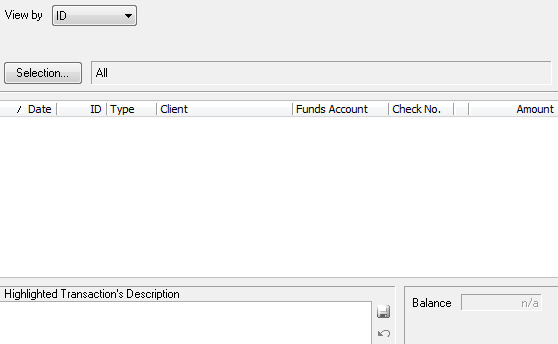 View by ID
Selection... All
/ Date ID Type Client Funds Account Check No. Amount
Highlighted Transaction's Description
Balance n/a